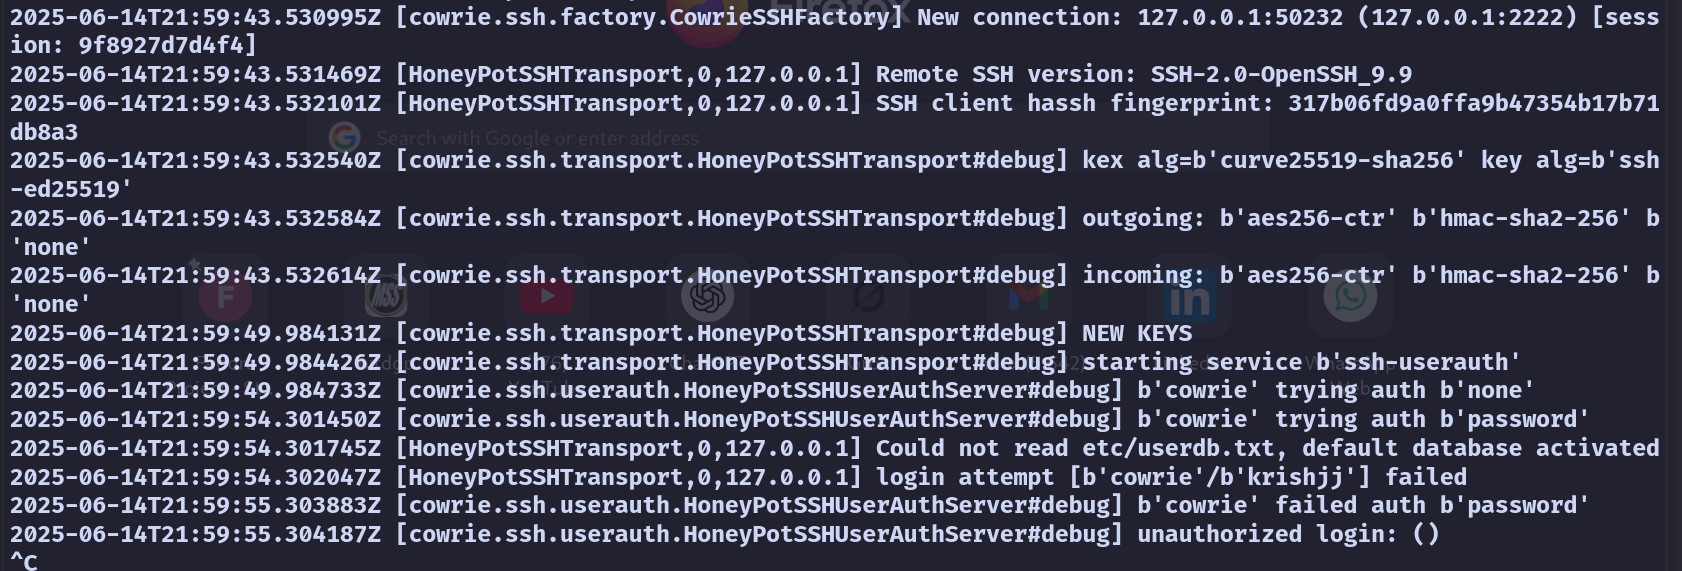 Firefox
2025-06-14T21:59:43.530995Z [cowrie.ssh.factory.CowrieSSHFactory] New connection: 127.0.0.1:50232 (127.0.0.1:2222) [sess
ion: 9f8927d7d4f4]
2025-06-14T21:59:43.531469Z [HoneyPotSSHTransport,0,127.0.0.1] Remote SSH version: SSH-2.0-OpenSSH_9.9
2025-06-14T21:59:43.532101Z [HoneyPotSSHTransport,0,127.0.0.1] SSH client hassh fingerprint: 317b06fd9a0ffa9b47354b17b71
db8a3
Search with Google or enter address
2025-06-14T21:59:43.532540Z [cowrie.ssh.transport.HoneyPotSSHTransport#debug] kex alg=b'curve25519-sha256' key alg=b'ssh
-ed25519'
2025-06-14T21:59:43.532584Z [cowrie.ssh.transport.HoneyPotSSHTransport#debug] outgoing: b'aes256-ctr' b'hmac-sha2-256' b
'none'
2025-06-14T21:59:43.532614Z [cowrie.ssh.transport.HoneyPotSSHTransport#debug] incoming: b'aes256-ctr' b'hmac-sha2-256' b
'none'
F
MSS
in
2025-06-14T21:59:49.984131Z [cowrie.ssh.transport.HoneyPotSSHTransport#debug] NEW KEYS
2025-06-14T21:59:49.984426Z [cowrie.ssh.transport.HoneyPotSSHTransport#debug] starting service b'ssh-userauth'
2025-06-14T21:59:49.984733Z [cowrie.ssh.userauth.HoneyPotSSHUserAuthServer#debug] b'cowrie' trying auth b'none'
2025-06-14T21:59:54.301450Z [cowrie.ssh.userauth.HoneyPotSSHUserAuthServer#debug] b'cowrie' trying auth b'password'
2025-06-14T21:59:54.301745Z [HoneyPotSSHTransport,0,127.0.0.1] Could not read etc/userdb.txt, default database activated
2025-06-14T21:59:54.302047Z [HoneyPotSSHTransport,0,127.0.0.1] login attempt [b'cowrie'/b'krishjj'] failed
2025-06-14T21:59:55.303883Z [cowrie.ssh.userauth.HoneyPotSSHUserAuthServer#debug] b'cowrie' failed auth b'password'
2025-06-14T21:59:55.304187Z [cowrie.ssh.userauth.HoneyPotSSHUserAuthServer#debug] unauthorized login: ()
^C